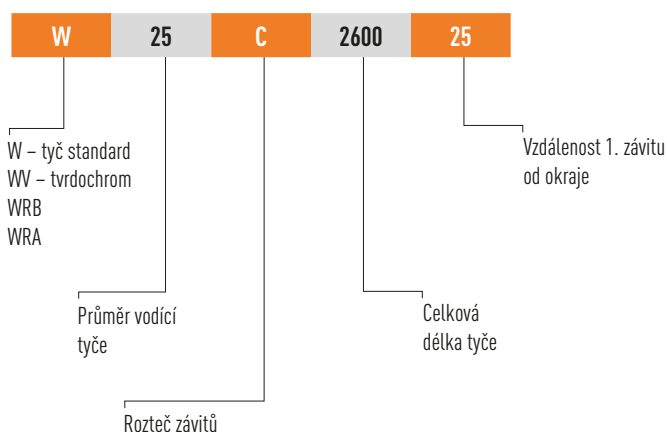 W 25 C 2600 25
W – tyč standard
WV – tvrdochrom
WRB
WRA
Vzdálenost 1. závitu
od okraje
Průměr vodící
tyče
Celková
délka tyče
Rozteč závitů